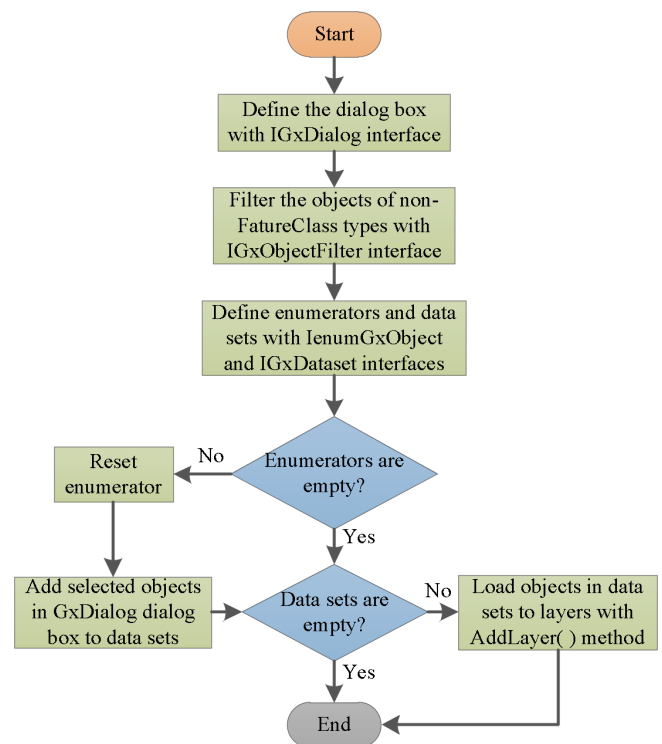 Start
Define the dialog box
with IGxDialog interface
Filter the objects of non-
FatureClass types with
IGxObjectFilter interface
Define enumerators and data
sets with IenumGxObject
and IGxDataset interfaces
Enumerators are
empty?
No
Reset
enumerator
Yes
Add selected objects
in GxDialog dialog
box to data sets
Data sets are
empty?
No
Load objects in data
sets to layers with
AddLayer( ) method
Yes
End